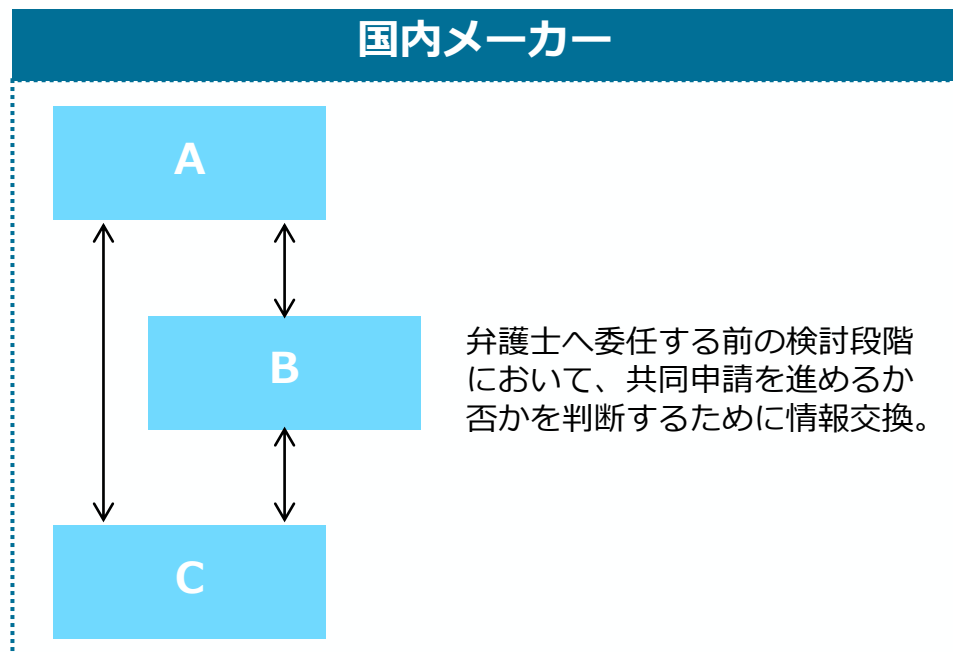 国内メーカー
A
B
弁護士へ委任する前の検討段階
において、共同申請を進めるか
否かを判断するために情報交換。
C